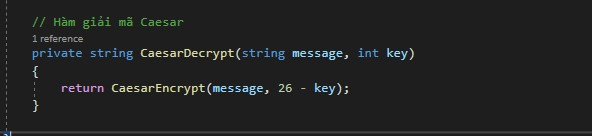 // Hàm giải mã Caesar
1 reference
private string CaesarDecrypt(string message, int key)
{
return CaesarEncrypt(message, 26 - key);
}